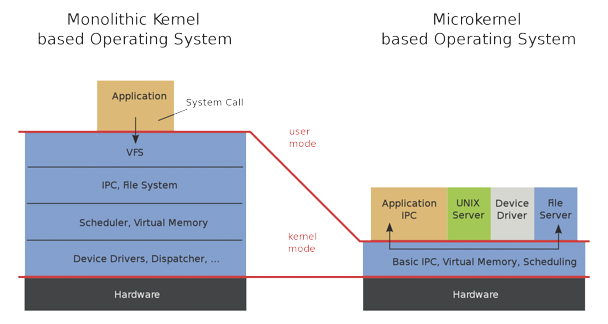 Monolithic Kernel
based Operating System
Microkernel
based Operating System
Application
System Call
user
mode
VFS
IPC, File System
Scheduler, Virtual Memory
kernel
mode
Device Drivers, Dispatcher, ...
Hardware
Application
IPC
UNIX
Server
Device
Driver
File
Server
Basic IPC, Virtual Memory, Scheduling
Hardware